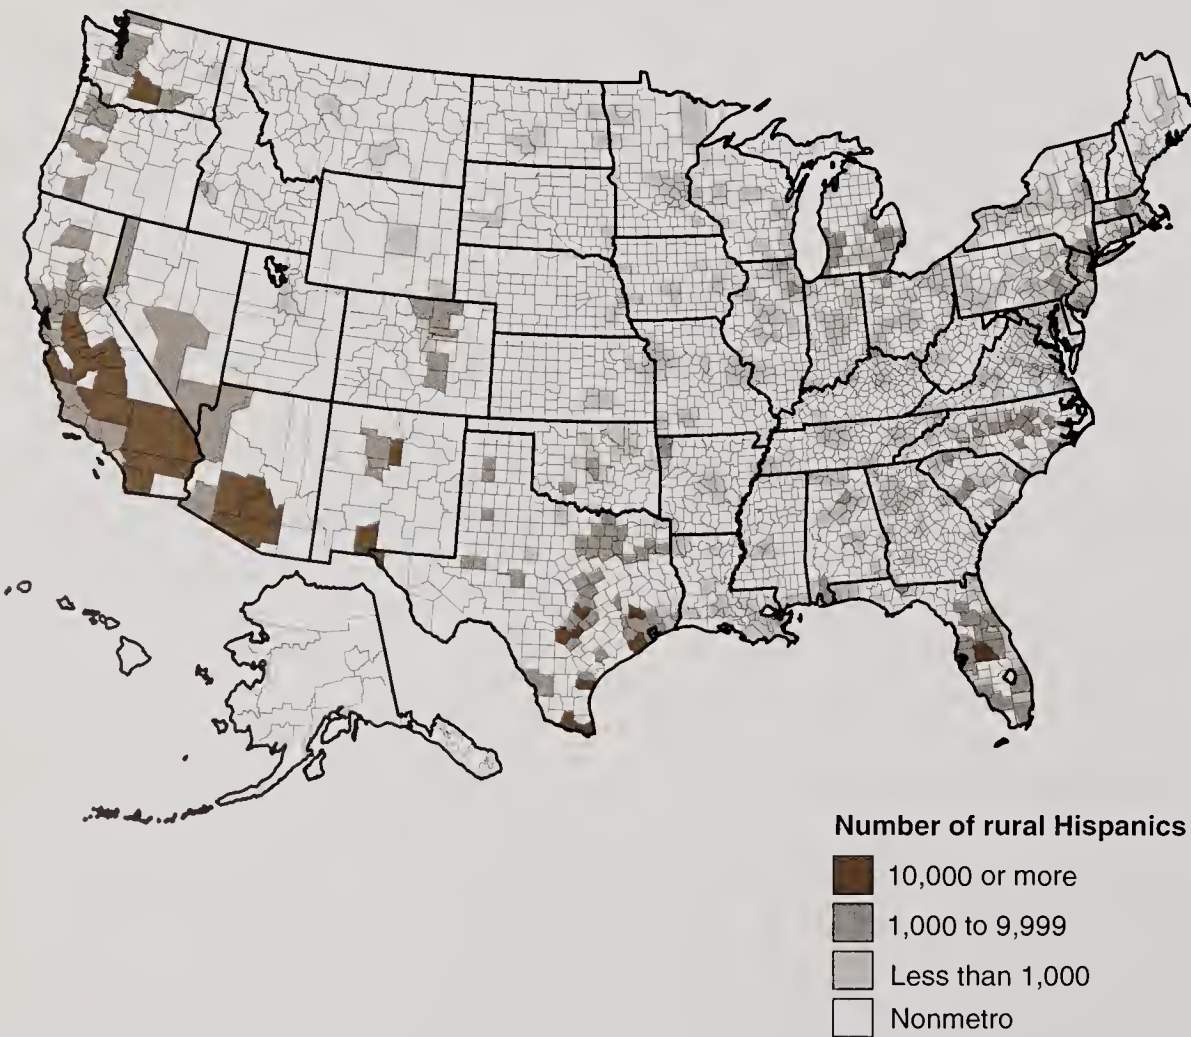 Number of rural Hispanics
10,000 or more
1,000 to 9,999
Less than 1,000
Nonmetro